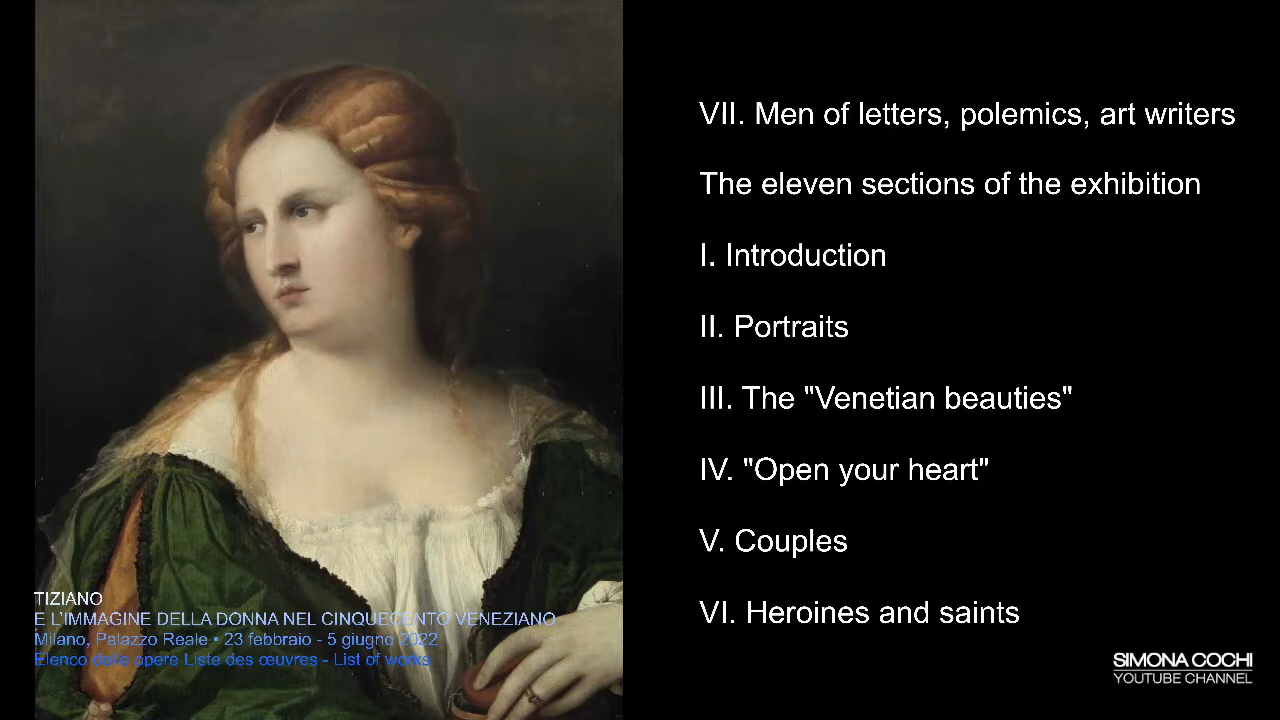 VII. Men of letters, polemics, art writers
The eleven sections of the exhibition
I. Introduction
II. Portraits
III. The "Venetian beauties"
IV. "Open your heart"
V. Couples
VI. Heroines and saints
TIZIANO
E L'IMMAGINE DELLA DONNA NEL CINQUECENTO VENEZIANO
Milano, Palazzo Reale • 23 febbraio - 5 giugno 2022
Elenco delle opere Liste des œuvres - List of works
SIMONA COCHI
YOUTUBE CHANNEL